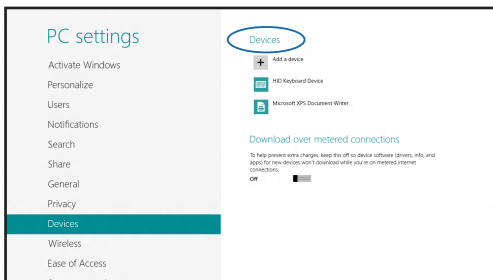 PC settings
Activate Windows
Personalize
Users
Notifications
Search
Share
General
Privacy
Devices
Wireless
Ease of Access
Devices
Add a device
HID Keyboard Device
Microsoft XPS Document Writer
Download over metered connections
To help prevent extra charges, keep this off so device software (drivers, info, and
apps) for new devices won't download while you're on metered Internet
connections.
Off